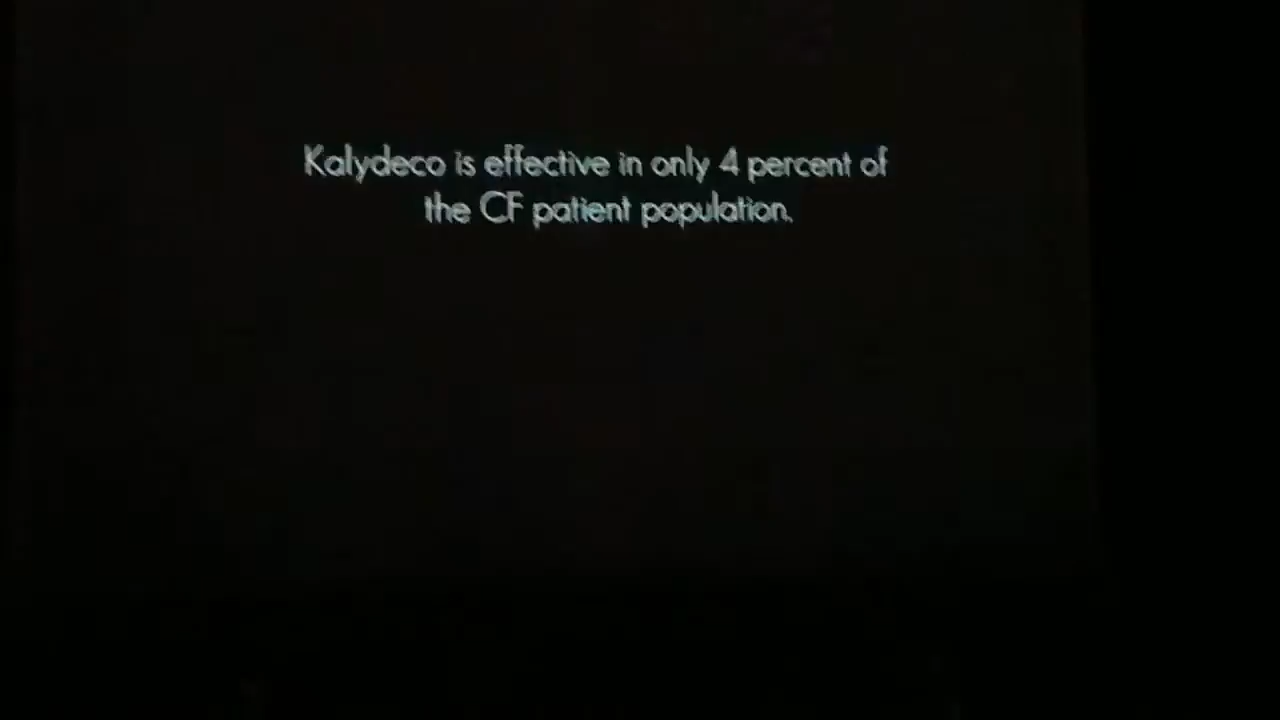 Kalydeco is effective in only 4 percent of
the CF patient population.